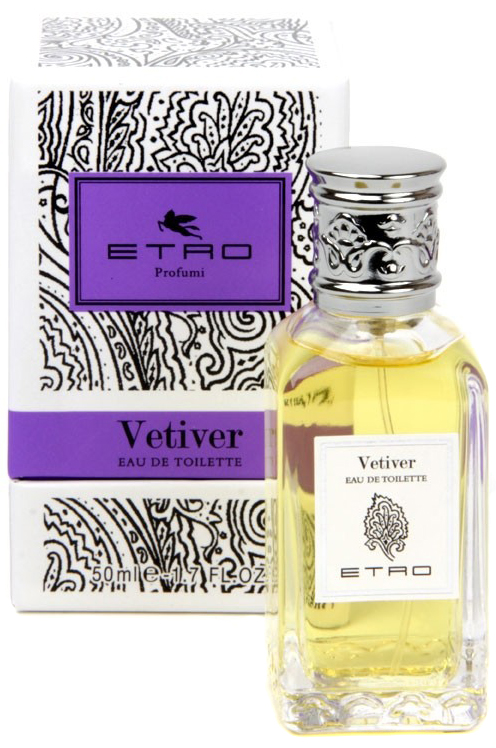 ETRO
Profumi
Vetiver
EAU DE TOILETTE
50ml e 1.7 FL.OZ
Vetiver
EAU DE TOILETTE
ETRO